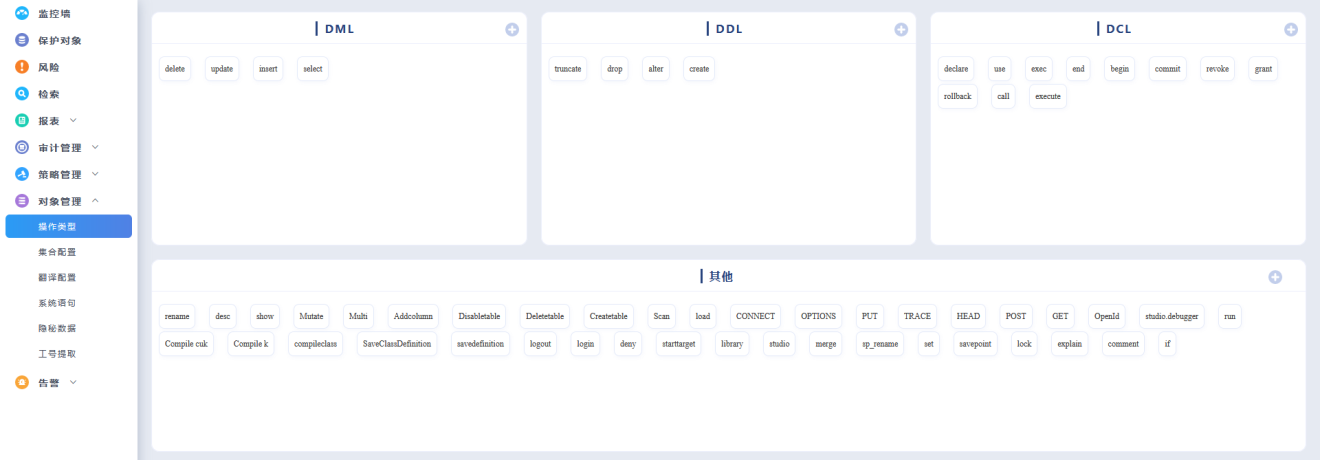 监控墙
保护对象
风险
检索
报表
审计管理
策略管理
对象管理
操作类型
集合配置
翻译配置
系统语句
隐秘数据
工号提取
告警
DML
delete update insert select
DDL
truncate drop alter create
DCL
declare use exec end begin commit revoke grant
rollback call execute
其他
rename desc show Mutate Multi Addcolumn Disabletable Deletetable Createtable Scan load CONNECT OPTIONS PUT TRACE HEAD POST GET OpenId studio.debugger run
Compile cuk Compile k compileclass SaveClassDefinition savedefinition logout login deny starttarget library studio merge sp_rename set savepoint lock explain comment if